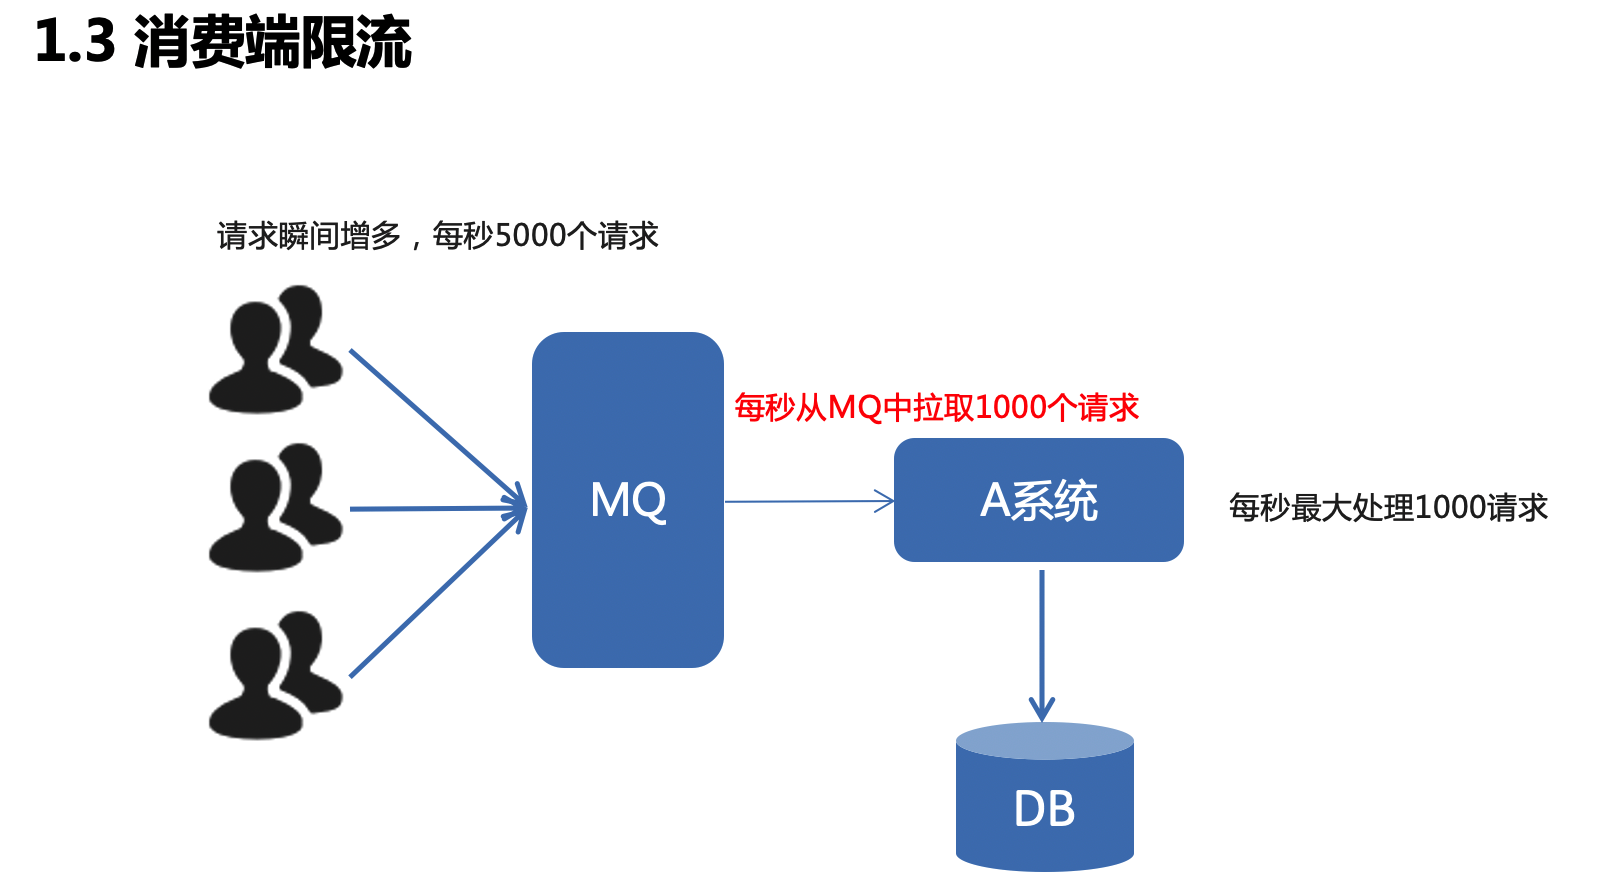 1.3 消费端限流
请求瞬间增多，每秒5000个请求
每秒从MQ中拉取1000个请求
MQ
A系统
每秒最大处理1000请求
DB